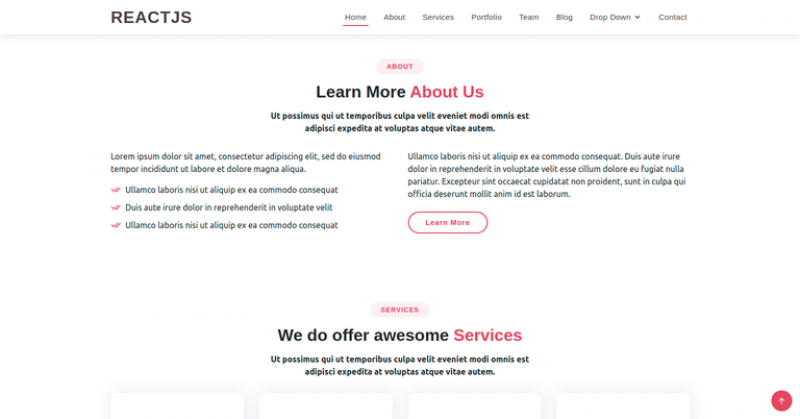 REACTJS
Home About Services Portfolio Team Blog Drop Down Contact
ABOUT
Learn More About Us
Ut possimus qui ut temporibus culpa velit eveniet modi omnis est
adipisci expedita at voluptas atque vitae autem.
Lorem ipsum dolor sit amet, consectetur adipiscing elit, sed do eiusmod
tempor incididunt ut labore et dolore magna aliqua.
Ullamco laboris nisi ut aliquip ex ea commodo consequat
Duis aute irure dolor in reprehenderit in voluptate velit
Ullamco laboris nisi ut aliquip ex ea commodo consequat
Ullamco laboris nisi ut aliquip ex ea commodo consequat. Duis aute irure
dolor in reprehenderit in voluptate velit esse cillum dolore eu fugiat nulla
pariatur. Excepteur sint occaecat cupidatat non proident, sunt in culpa qui
officia deserunt mollit anim id est laborum.
Learn More
SERVICES
We do offer awesome Services
Ut possimus qui ut temporibus culpa velit eveniet modi omnis est
adipisci expedita at voluptas atque vitae autem.